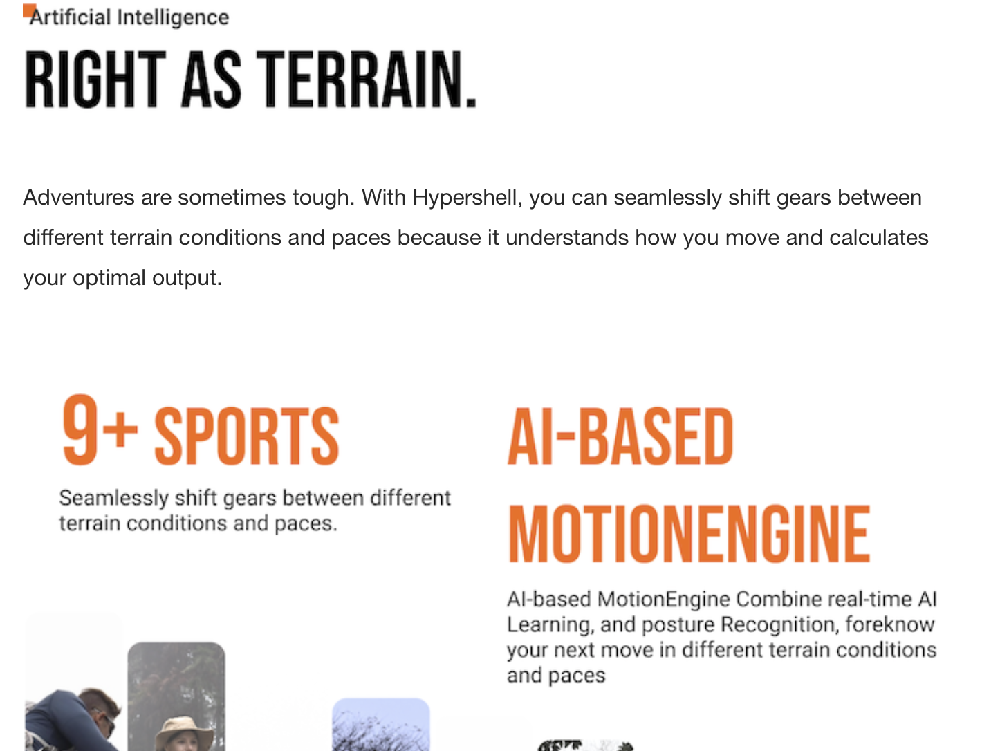 Artificial Intelligence
RIGHT AS TERRAIN.
Adventures are sometimes tough. With Hypershell, you can seamlessly shift gears between
different terrain conditions and paces because it understands how you move and calculates
your optimal output.
9+ SPORTS
Seamlessly shift gears between different
terrain conditions and paces.
AI-BASED
MOTIONENGINE
AI-based MotionEngine Combine real-time AI
Learning, and posture Recognition, foreknow
your next move in different terrain conditions
and paces